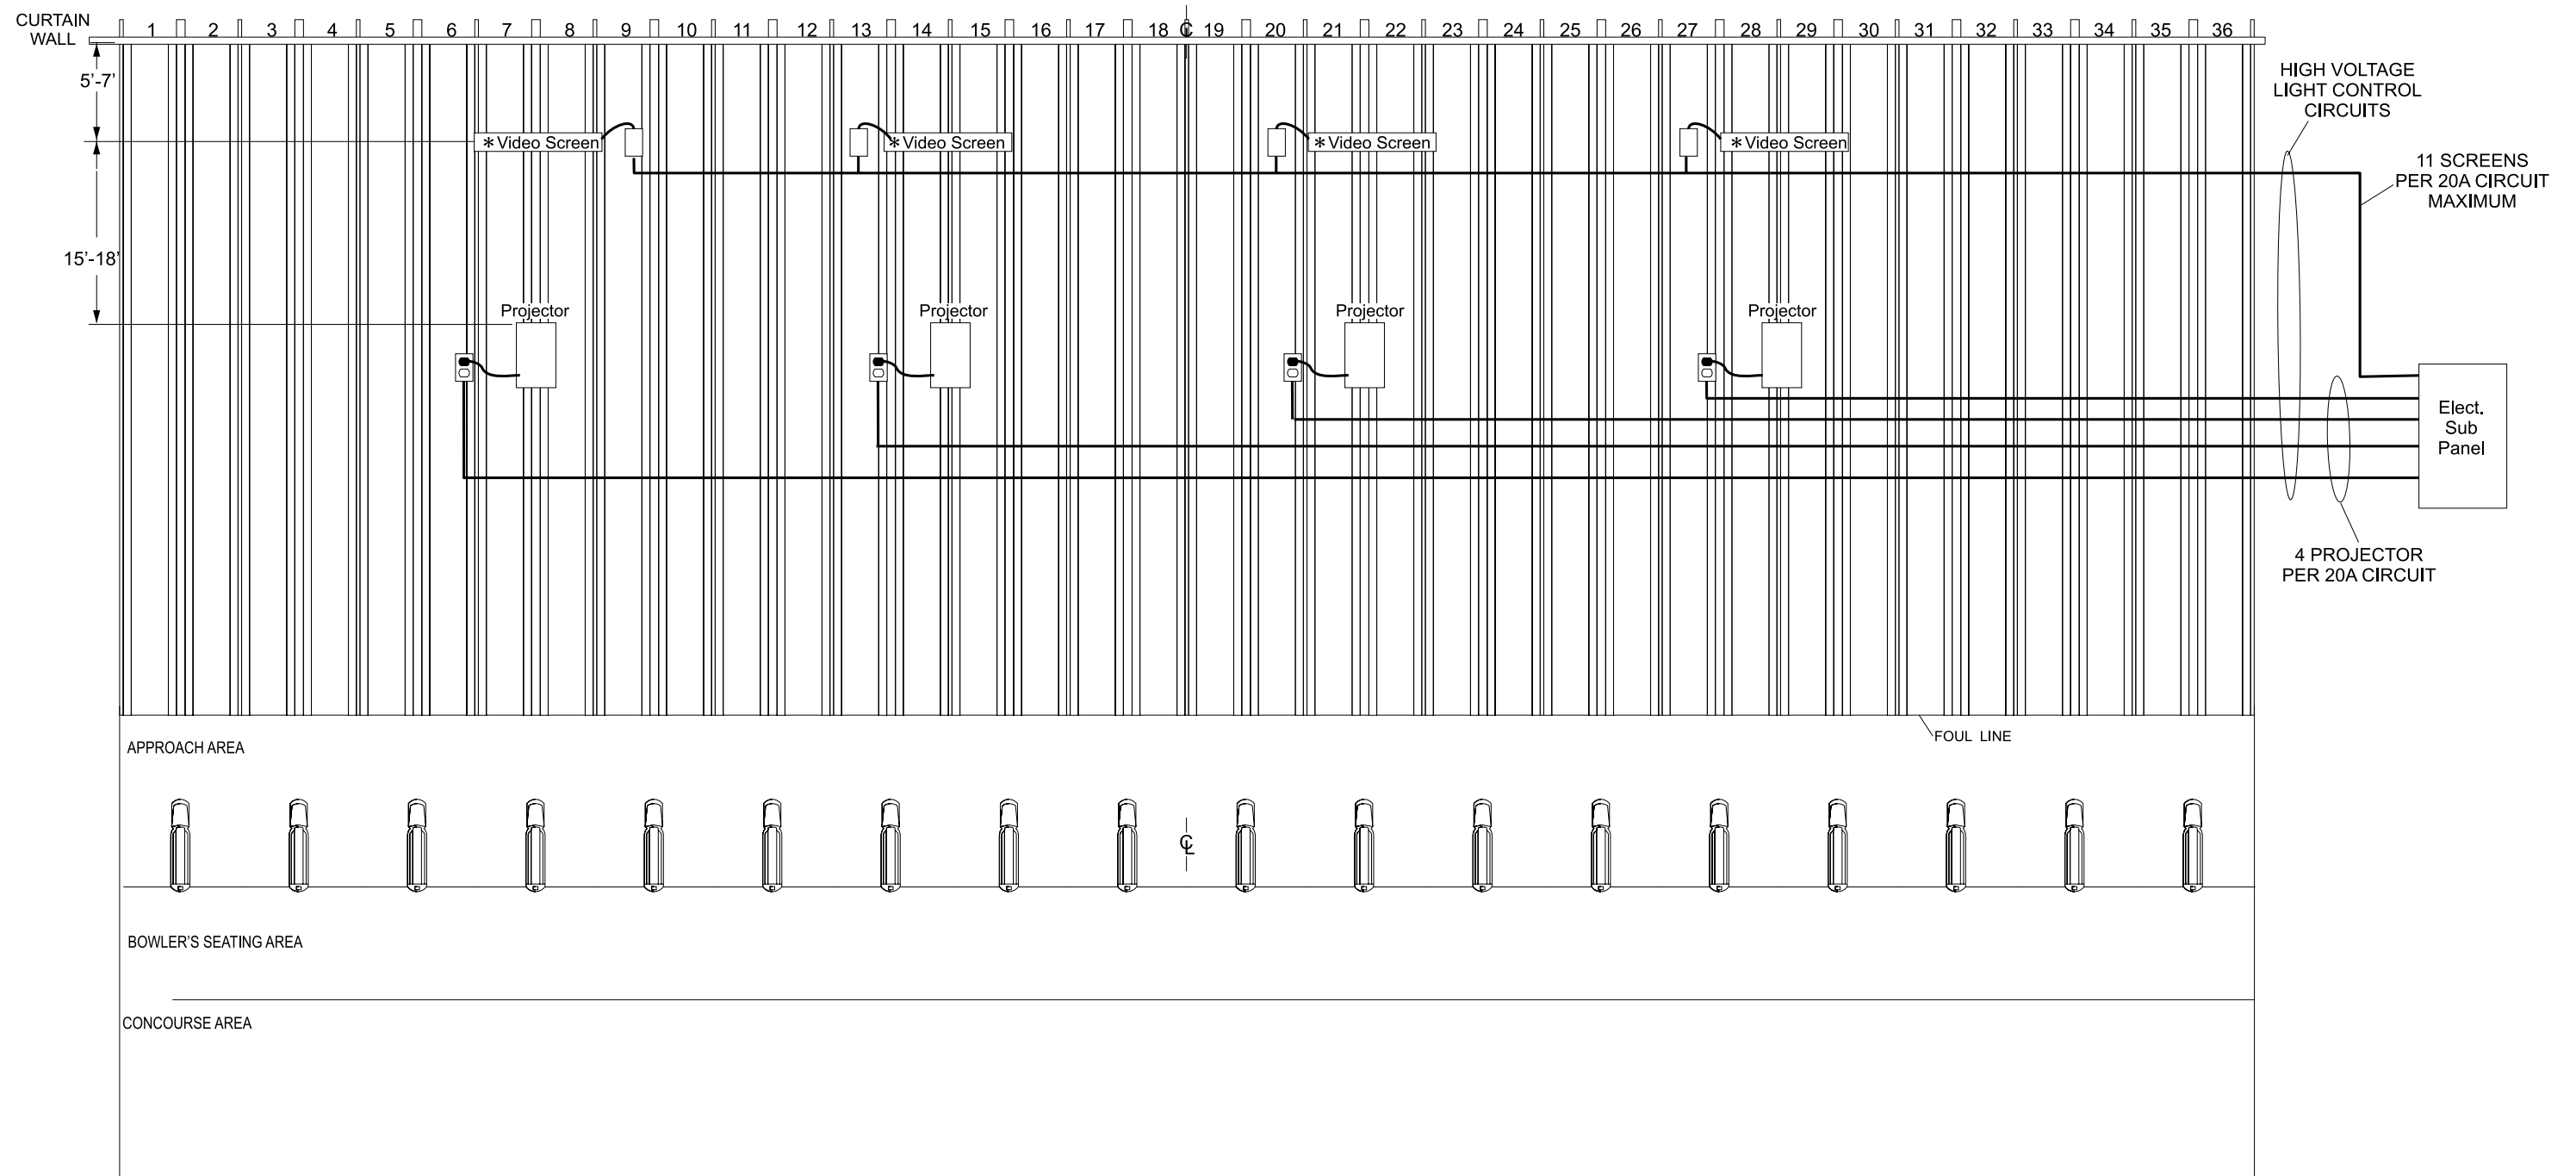 CURTAIN
WALL
1 2 3 4 5 6 7 8 9 10 11 12 13 14 15 16 17 18 ℄ 19 20 21 22 23 24 25 26 27 28 29 30 31 32 33 34 35 36
5’-7’
HIGH VOLTAGE
LIGHT CONTROL
CIRCUITS
*Video Screen
*Video Screen
*Video Screen
*Video Screen
11 SCREENS
PER 20A CIRCUIT
MAXIMUM
15’-18’
Projector
Projector
Projector
Projector
Elect.
Sub
Panel
4 PROJECTOR
PER 20A CIRCUIT
FOUL LINE
APPROACH AREA
℄
BOWLER’S SEATING AREA
CONCOURSE AREA